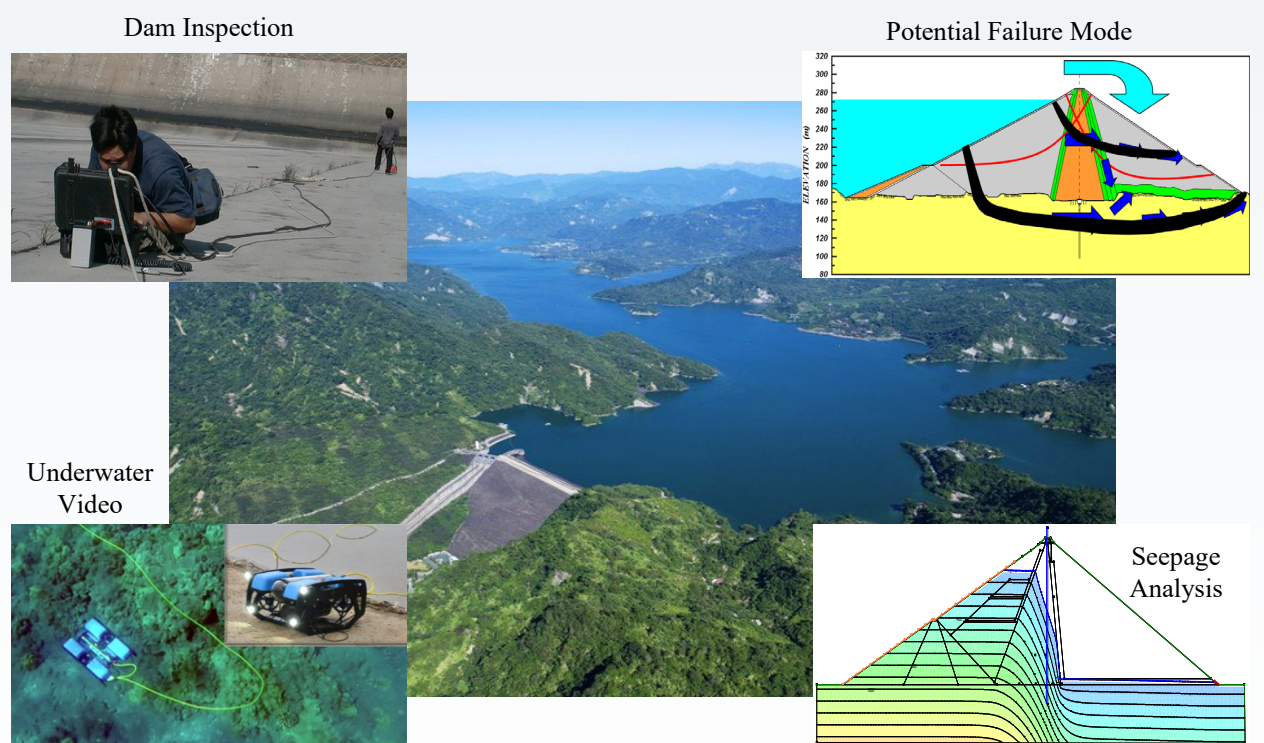 Dam Inspection
Potential Failure Mode
320
300
280
260
240
220
200
180
160
140
120
100
80
ELEVATION (m)
Underwater
Video
Seepage
Analysis